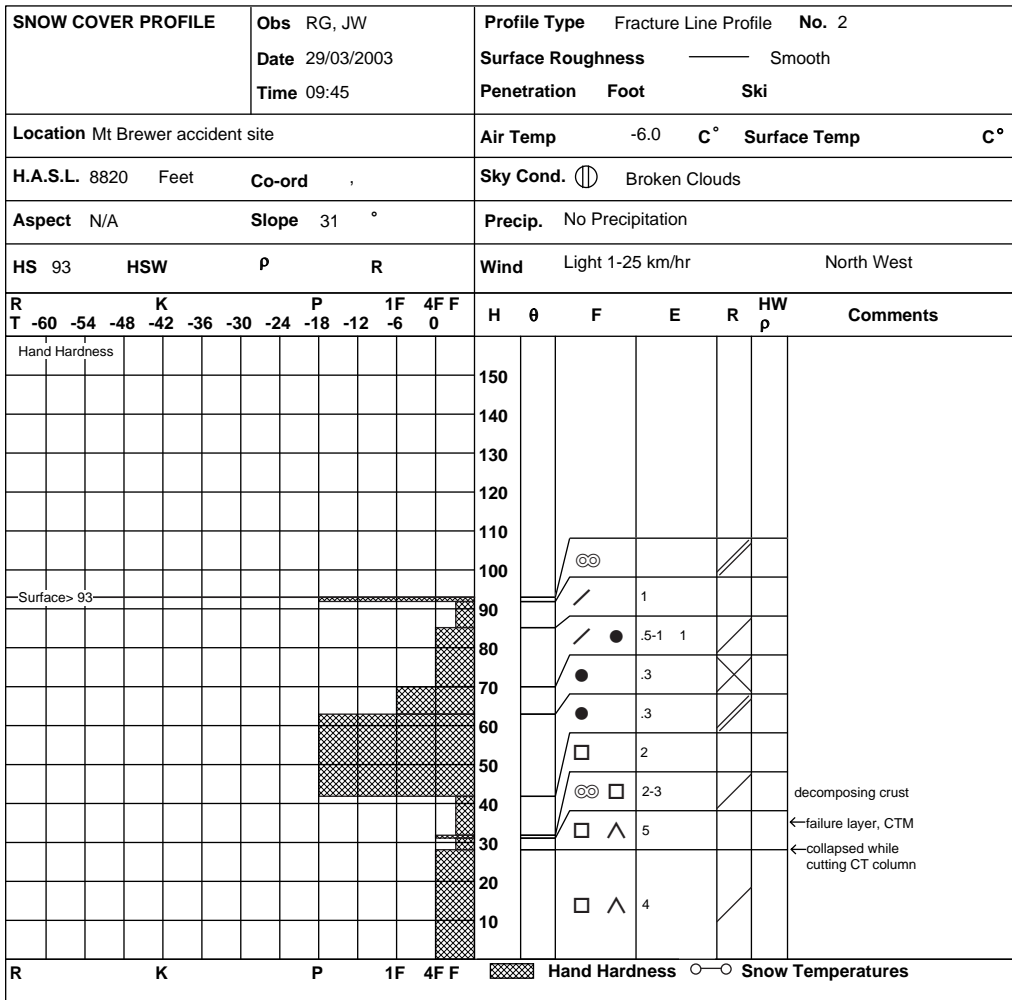 SNOW COVER PROFILE
Obs RG, JW
Date 29/03/2003
Time 09:45
Profile Type Fracture Line Profile No. 2
Surface Roughness Smooth
Penetration Foot Ski
Location Mt Brewer accident site
Air Temp -6.0 C° Surface Temp C°
H.A.S.L. 8820 Feet Co-ord ,
Sky Cond. Broken Clouds
Aspect N/A Slope 31 °
Precip. No Precipitation
HS 93 HSW ρ R
Wind Light 1-25 km/hr North West
R K P 1F 4F F
T -60 -54 -48 -42 -36 -30 -24 -18 -12 -6 0
H θ F E R HW ρ Comments
Hand Hardness
150
140
130
120
110
100
Surface> 93
90
1
80
.5-1 1
70
.3
60
.3
50
2
40
2-3 decomposing crust
30
5 failure layer, CTM
collapsed while
cutting CT column
20
10
4
R K P 1F 4F F
Hand Hardness Snow Temperatures